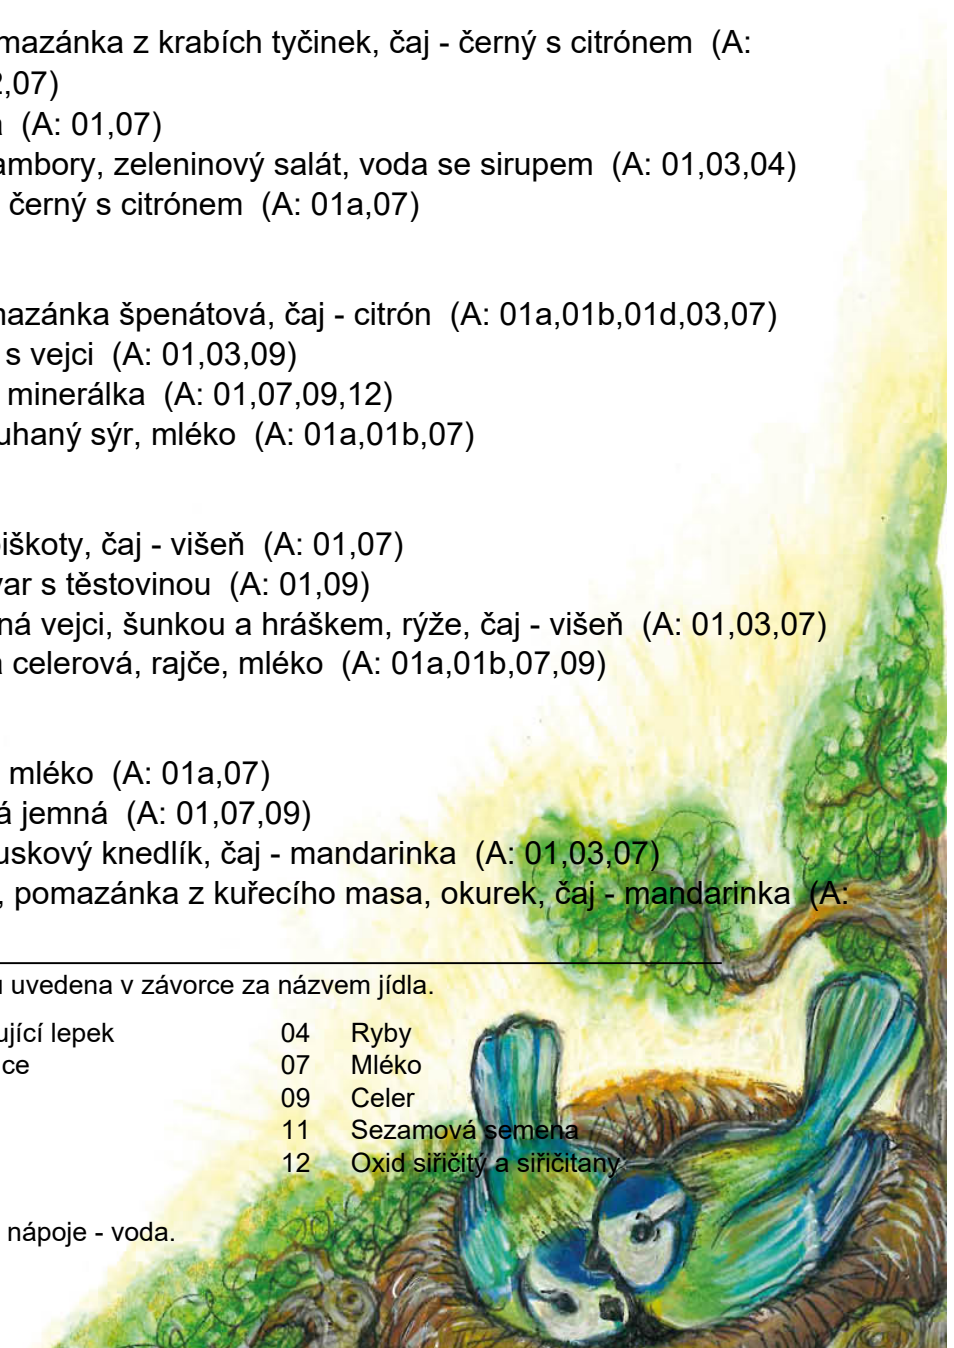 mazánka z krabích tyčinek, čaj - černý s citrónem (A:
,07)
(A: 01,07)
ambory, zeleninový salát, voda se sirupem (A: 01,03,04)
černý s citrónem (A: 01a,07)
nazánka špenátová, čaj - citrón (A: 01a,01b,01d,03,07)
s vejci (A: 01,03,09)
minerálka (A: 01,07,09,12)
uhaný sýr, mléko (A: 01a,01b,07)
iškoty, čaj - višeň (A: 01,07)
var s těstovinou (A: 01,09)
ná vejci, šunkou a hráškem, rýže, čaj - višeň (A: 01,03,07)
celerová, rajče, mléko (A: 01a,01b,07,09)
mléko (A: 01a,07)
á jemná (A: 01,07,09)
uskový knedlík, čaj - mandarinka (A: 01,03,07)
, pomazánka z kuřecího masa, okurek, čaj - mandarinka (A:
uvedena v závorce za názvem jídla.
ující lepek 04 Ryby
ce 07 Mléko
09 Celer
11 Sezamová semena
12 Oxid siřičitý a siřičitany
nápoje - voda.